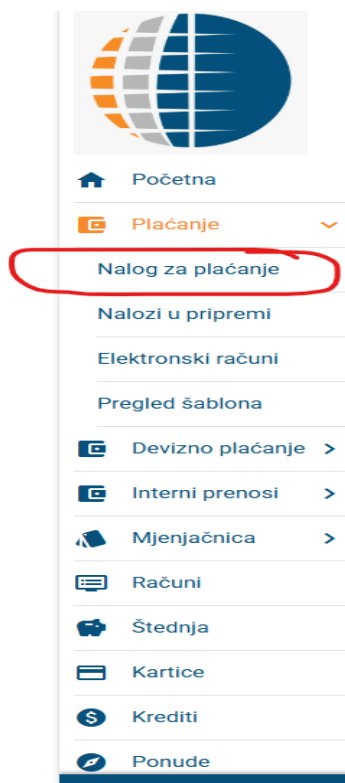 Početna
Plaćanje
Nalog za plaćanje
Nalozi u pripremi
Elektronski računi
Pregled šablona
Devizno plaćanje
Interni prenosi
Mjenjačnica
Računi
Štednja
Kartice
Krediti
Ponude